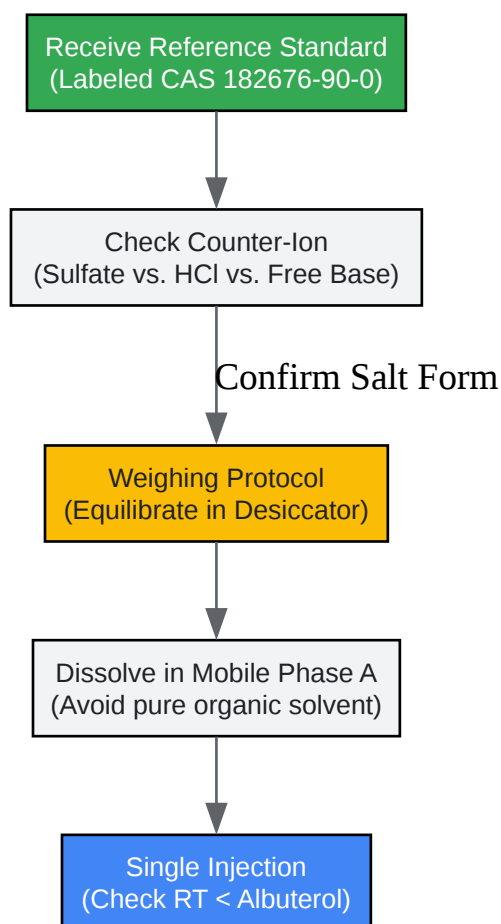 Receive Reference Standard
(Labeled CAS 182676-90-0)
Check Counter-Ion
(Sulfate vs. HCl vs. Free Base)
Confirm Salt Form
Weighing Protocol
(Equilibrate in Desiccator)
Dissolve in Mobile Phase A
(Avoid pure organic solvent)
Single Injection
(Check RT < Albuterol)